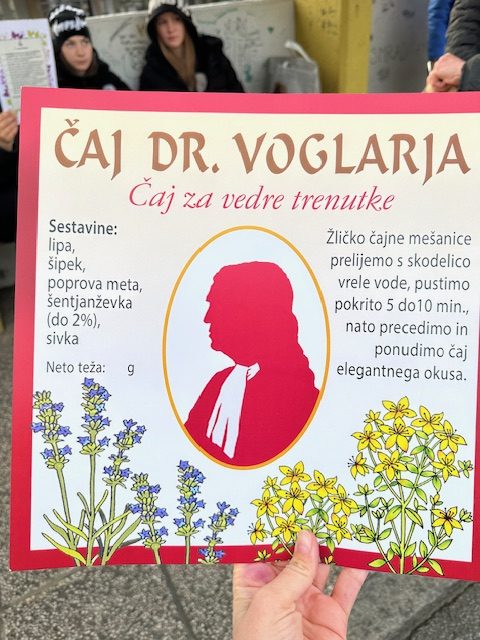 ČAJ DR. VOGLARJA
Čaj za vedre trenutke
Sestavine:
lipa,
šipek,
poprova meta,
šentjanževka
(do 2%),
sivka
Neto teža: g
Žličko čajne mešanice
prelijemo s skodelico
vrele vode, pustimo
pokrito 5 do10 min.,
nato precedimo in
ponudimo čaj
elegantnega okusa.